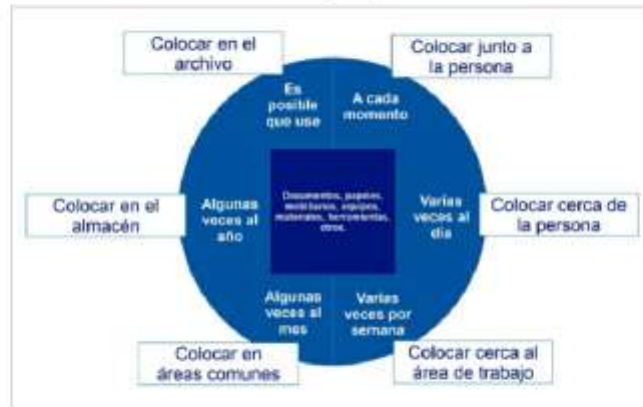 Colocar en el
archivo
Colocar junto a
la persona
Es
posible
que use
A cada
momento
Colocar en el
almacén
Algunas
veces al
año
Documentos, papeles,
mobiliarios, equipos,
materiales, herramientas,
otros.
Varias
veces al
día
Colocar cerca de
la persona
Algunas
veces al
mes
Varias
veces por
semana
Colocar en
áreas comunes
Colocar cerca al
área de trabajo